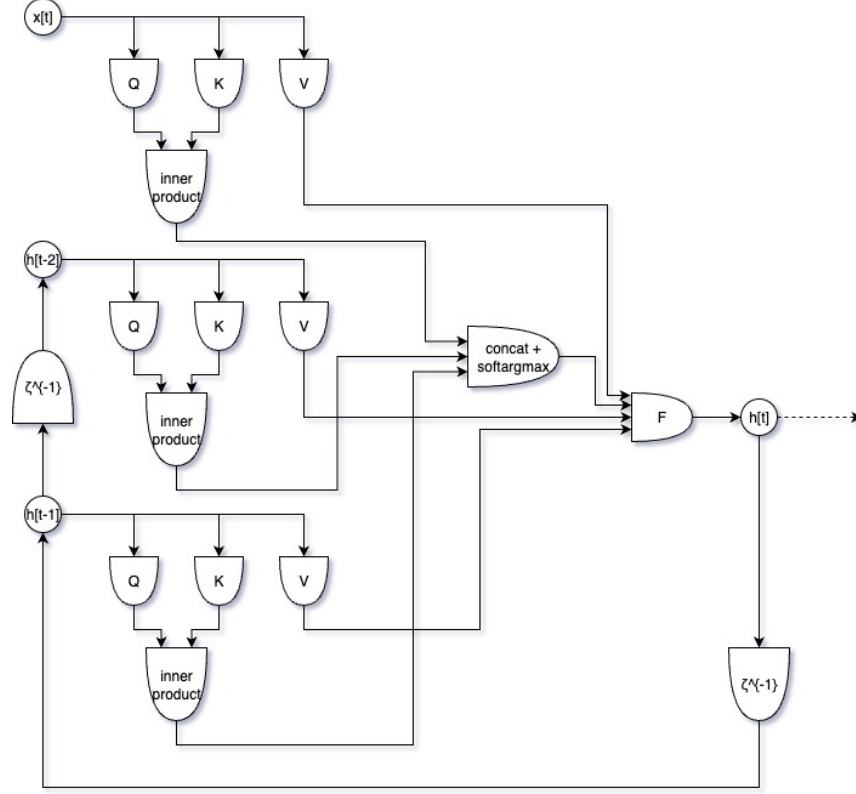 x[t]
Q
K
V
inner
product
h[t-2]
Q
K
V
concat +
softargmax
ζ^{-1}
inner
product
F
h[t]
h[t-1]
Q
K
V
inner
product
ζ^{-1}